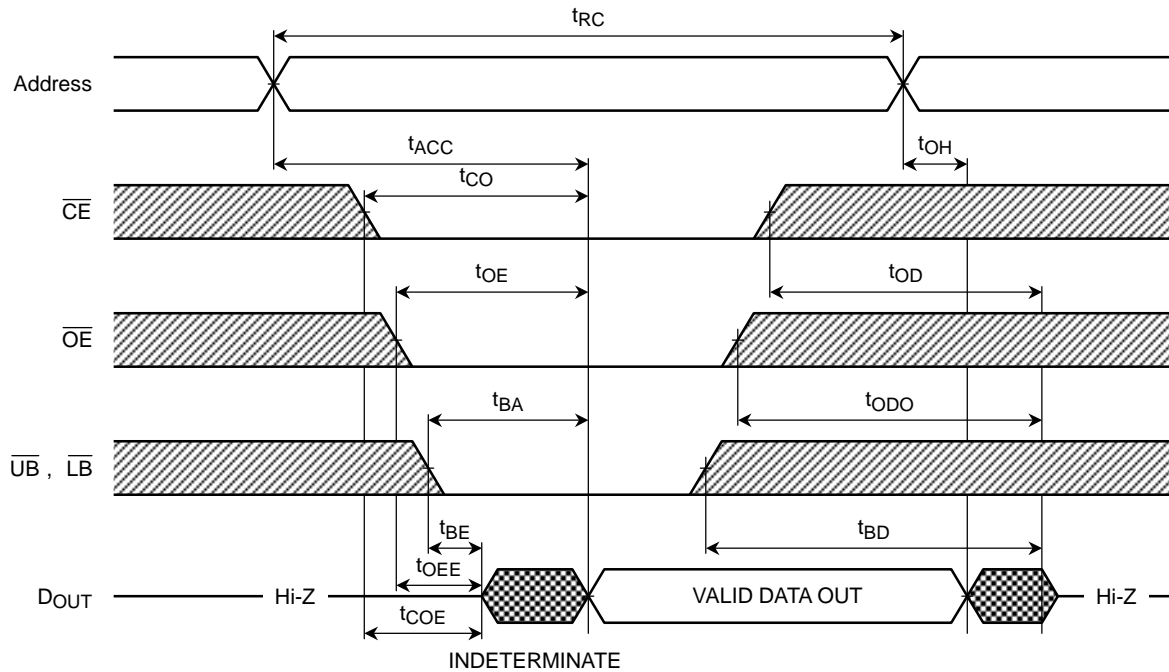 tRC
Address
tACC
tOH
tCO
CE
tOE
tOD
OE
tBA
tODO
UB , LB
tBE
tBD
tOEE
DOUT
Hi-Z
VALID DATA OUT
Hi-Z
tCOE
INDETERMINATE